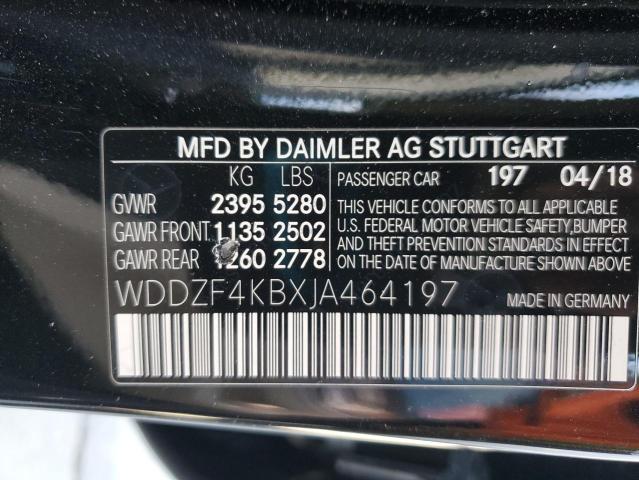 MFD BY DAIMLER AG STUTTGART
KG LBS
GVWR 2395 5280
GAWR FRONT 1135 2502
GAWR REAR 1260 2778
PASSENGER CAR 197 04/18
THIS VEHICLE CONFORMS TO ALL APPLICABLE
U.S. FEDERAL MOTOR VEHICLE SAFETY,BUMPER
AND THEFT PREVENTION STANDARDS IN EFFECT
ON THE DATE OF MANUFACTURE SHOWN ABOVE.
WDDZF4KBXJA464197
MADE IN GERMANY